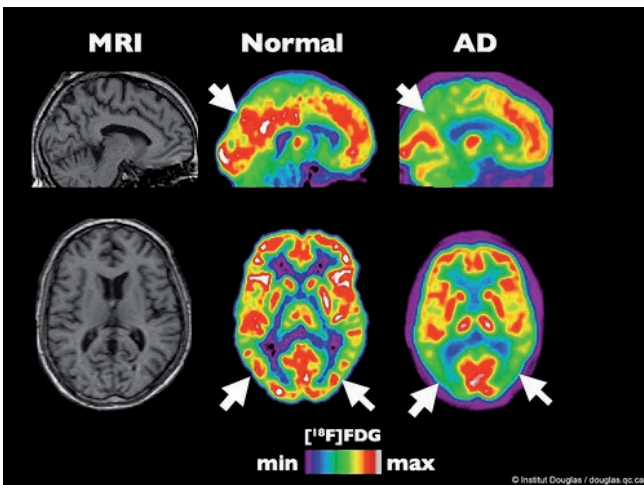 MRI Normal AD
[¹⁸F]FDG
min max
© Institut Douglas / douglas.qc.ca